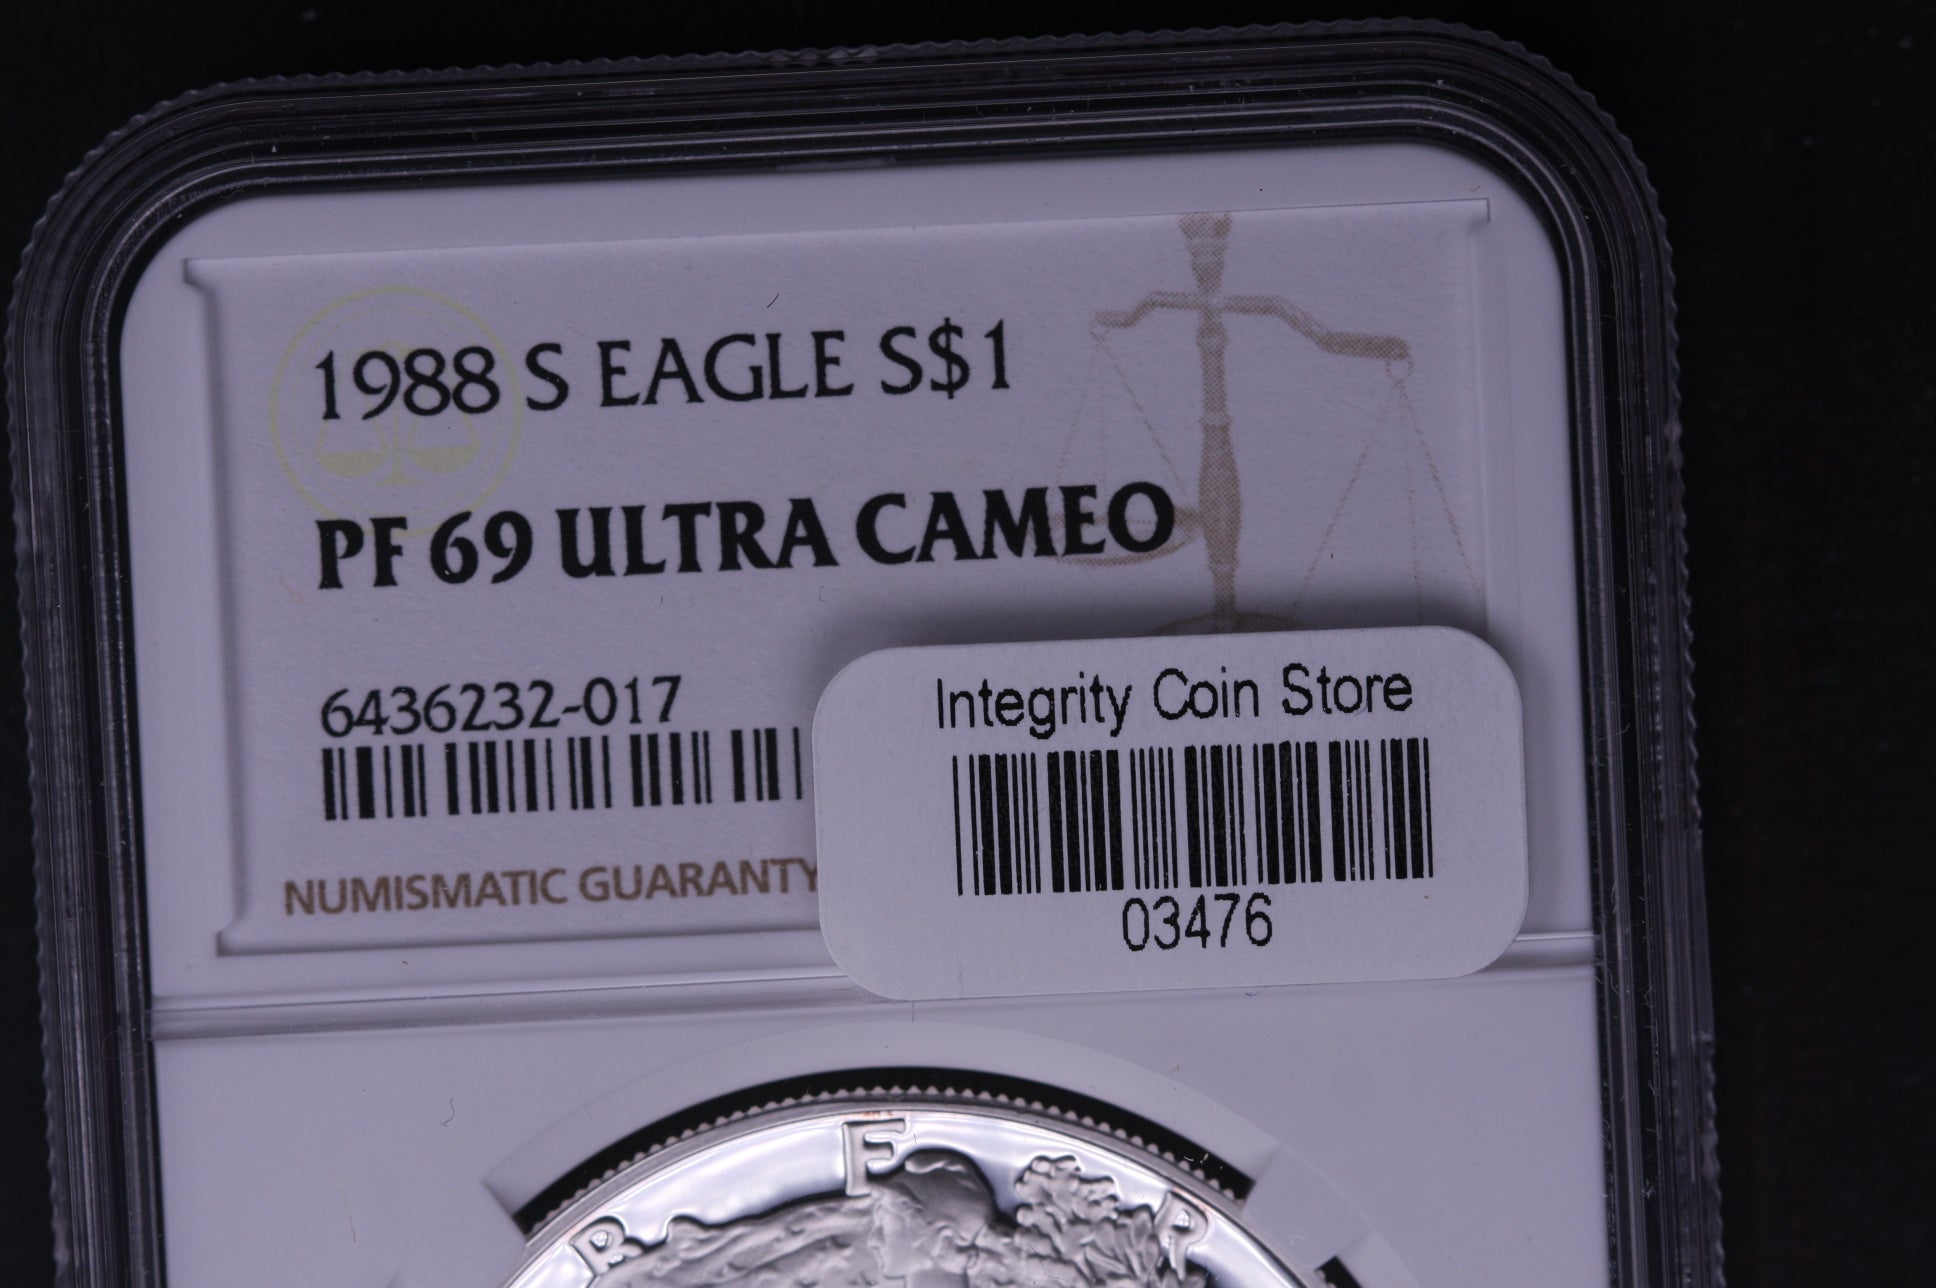 1988 S EAGLE S$1
PF 69 ULTRA CAMEO
6436232-017
NUMISMATIC GUARANTY
Integrity Coin Store
03476
B E R